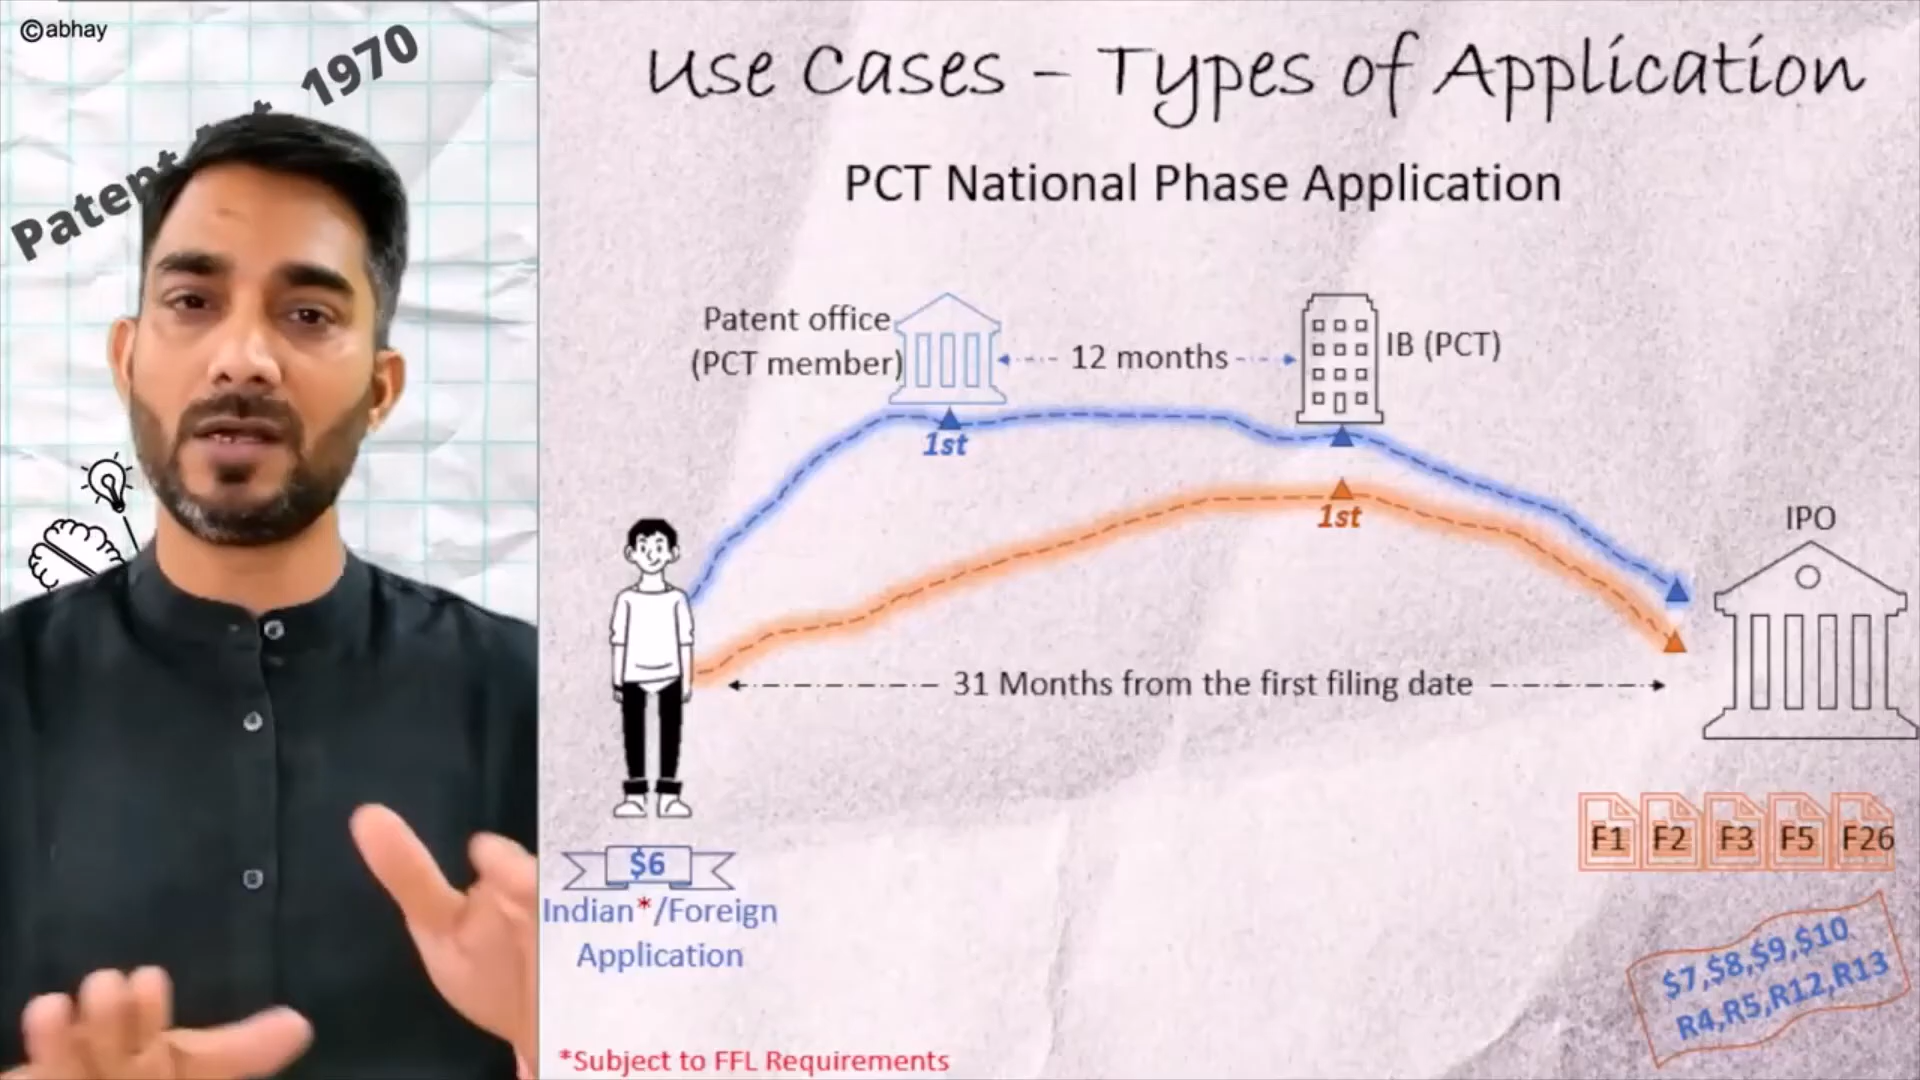 ©abhay
Patent Act 1970
Use Cases – Types of Application
PCT National Phase Application
Patent office
(PCT member)
12 months
IB (PCT)
1st
1st
IPO
31 Months from the first filing date
F1 F2 F3 F5 F26
$6
Indian*/Foreign
Application
$7,$8,$9,$10
R4,R5,R12,R13
*Subject to FFL Requirements